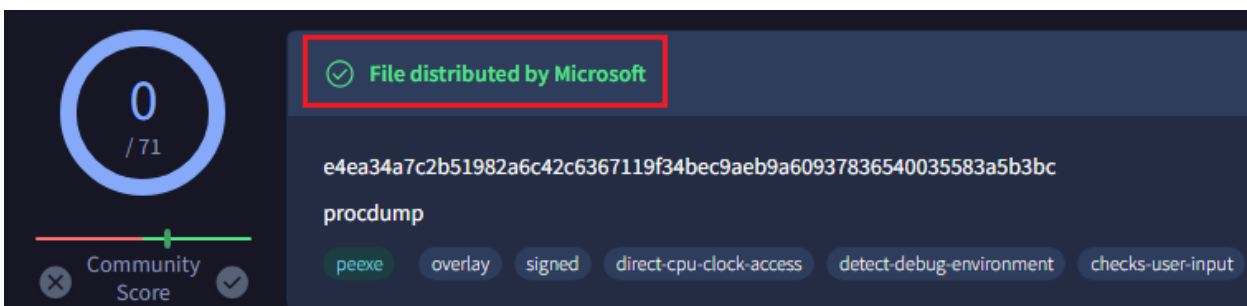 0
/ 71
Community
Score
File distributed by Microsoft
e4ea34a7c2b51982a6c42c6367119f34bec9aeb9a60937836540035583a5b3bc
procdump
peexe overlay signed direct-cpu-clock-access detect-debug-environment checks-user-input